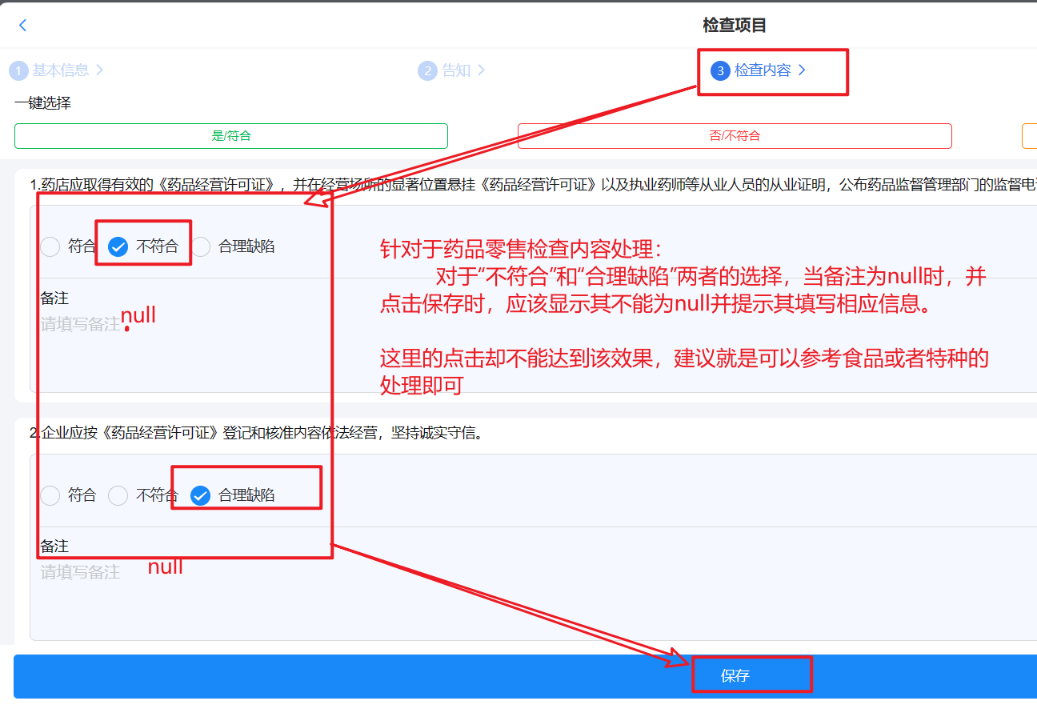 检查项目
1 基本信息
2 告知
3 检查内容
一键选择
是/符合
否/不符合
1.药店应取得有效的《药品经营许可证》，并在经营场所的显著位置悬挂《药品经营许可证》以及执业药师等从业人员的从业证明，公布药品监督管理部门的监督电
符合 不符合 合理缺陷
备注
请填写备注 null
针对于药品零售检查内容处理：
对于“不符合”和“合理缺陷”两者的选择，当备注为null时，并
点击保存时，应该显示其不能为null并提示其填写相应信息。
这里的点击却不能达到该效果，建议就是可以参考食品或者特种的
处理即可
2.企业应按《药品经营许可证》登记和核准内容依法经营，坚持诚实守信。
符合 不符合 合理缺陷
备注
请填写备注 null
保存